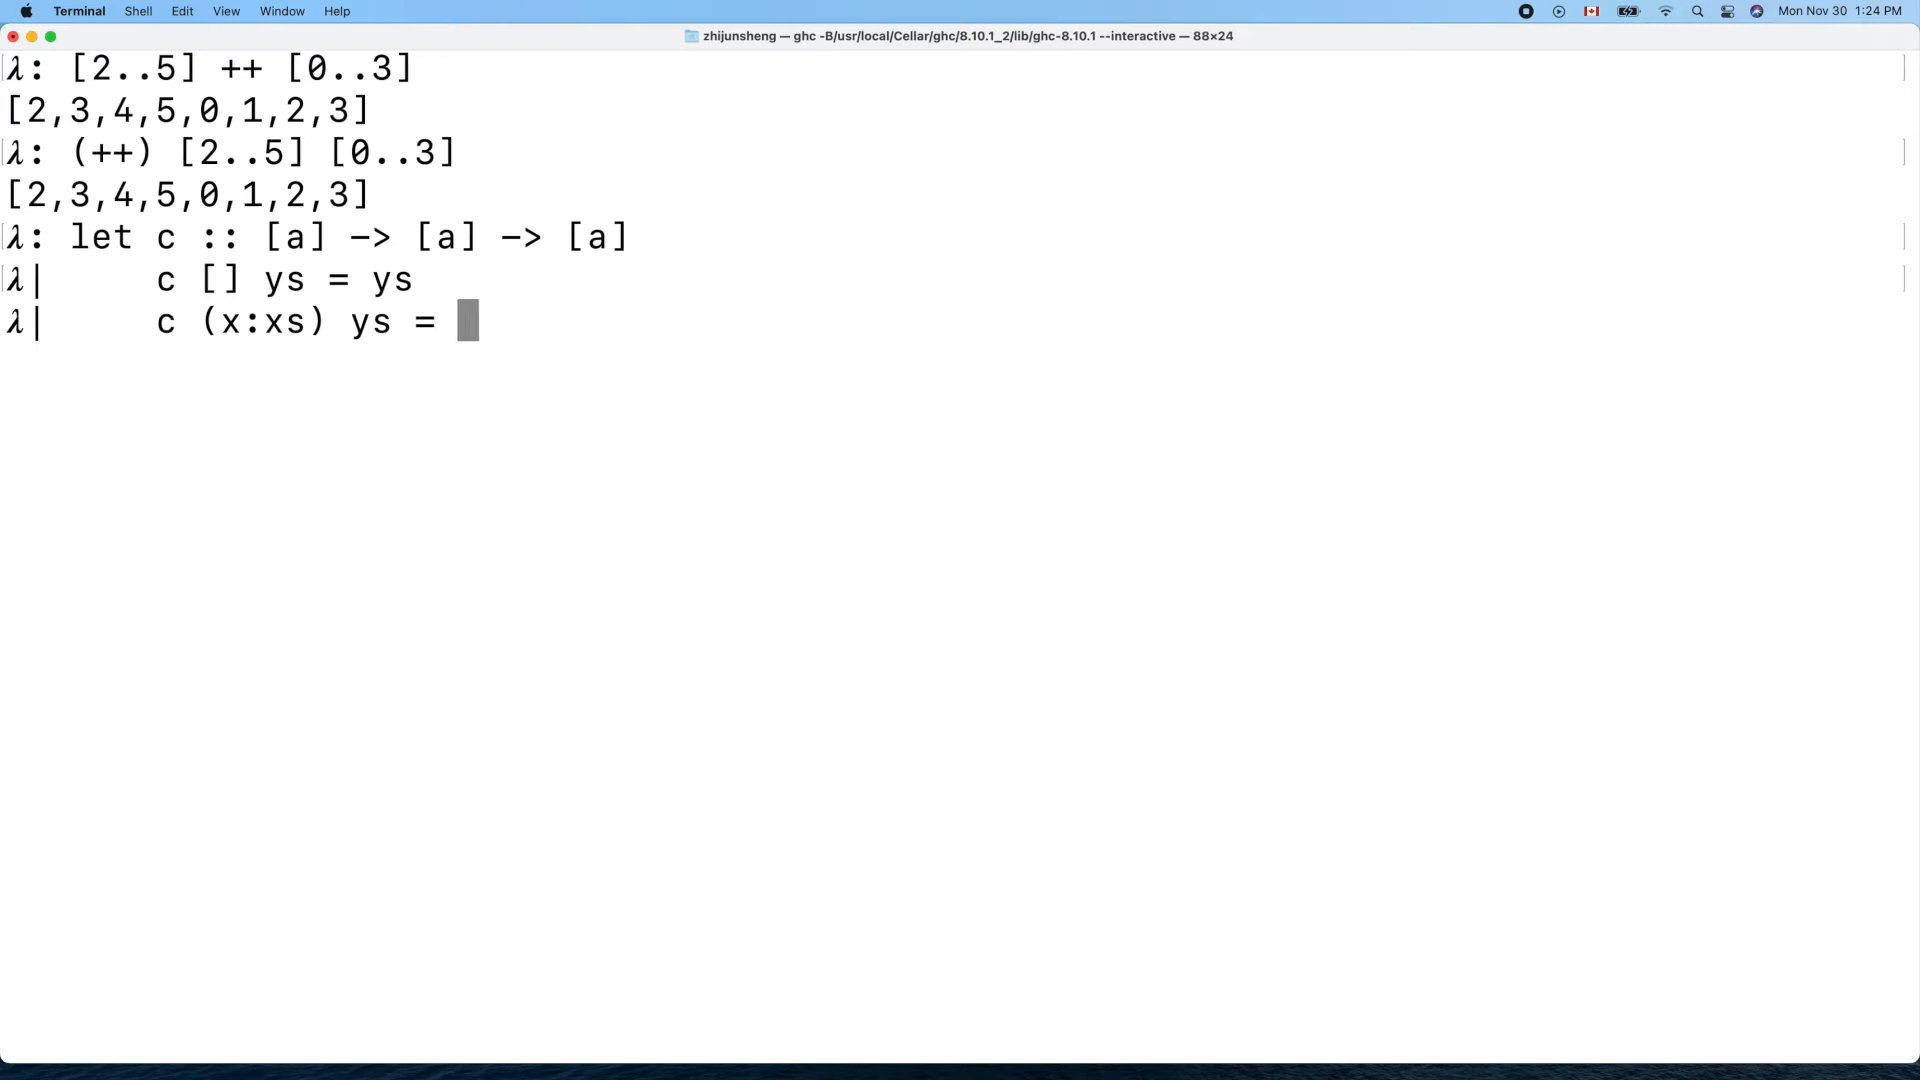 Terminal Shell Edit View Window Help Mon Nov 30 1:24 PM
zhijunsheng — ghc -B/usr/local/Cellar/ghc/8.10.1_2/lib/ghc-8.10.1 --interactive — 88×24
λ: [2..5] ++ [0..3]
[2,3,4,5,0,1,2,3]
λ: (++) [2..5] [0..3]
[2,3,4,5,0,1,2,3]
λ: let c :: [a] -> [a] -> [a]
λ|     c [] ys = ys
λ|     c (x:xs) ys =